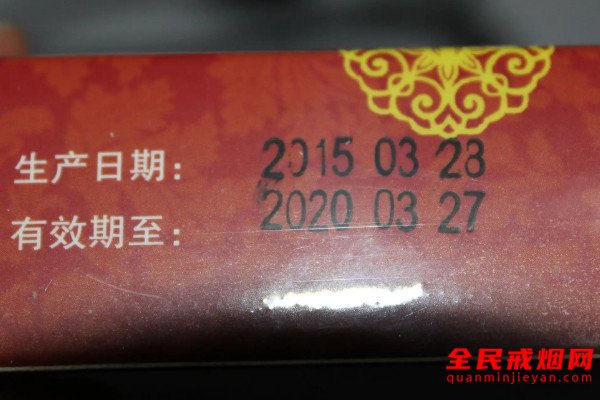 生产日期： 2015 03 28
有效期至： 2020 03 27
全民戒烟网
quanminjieyan.com